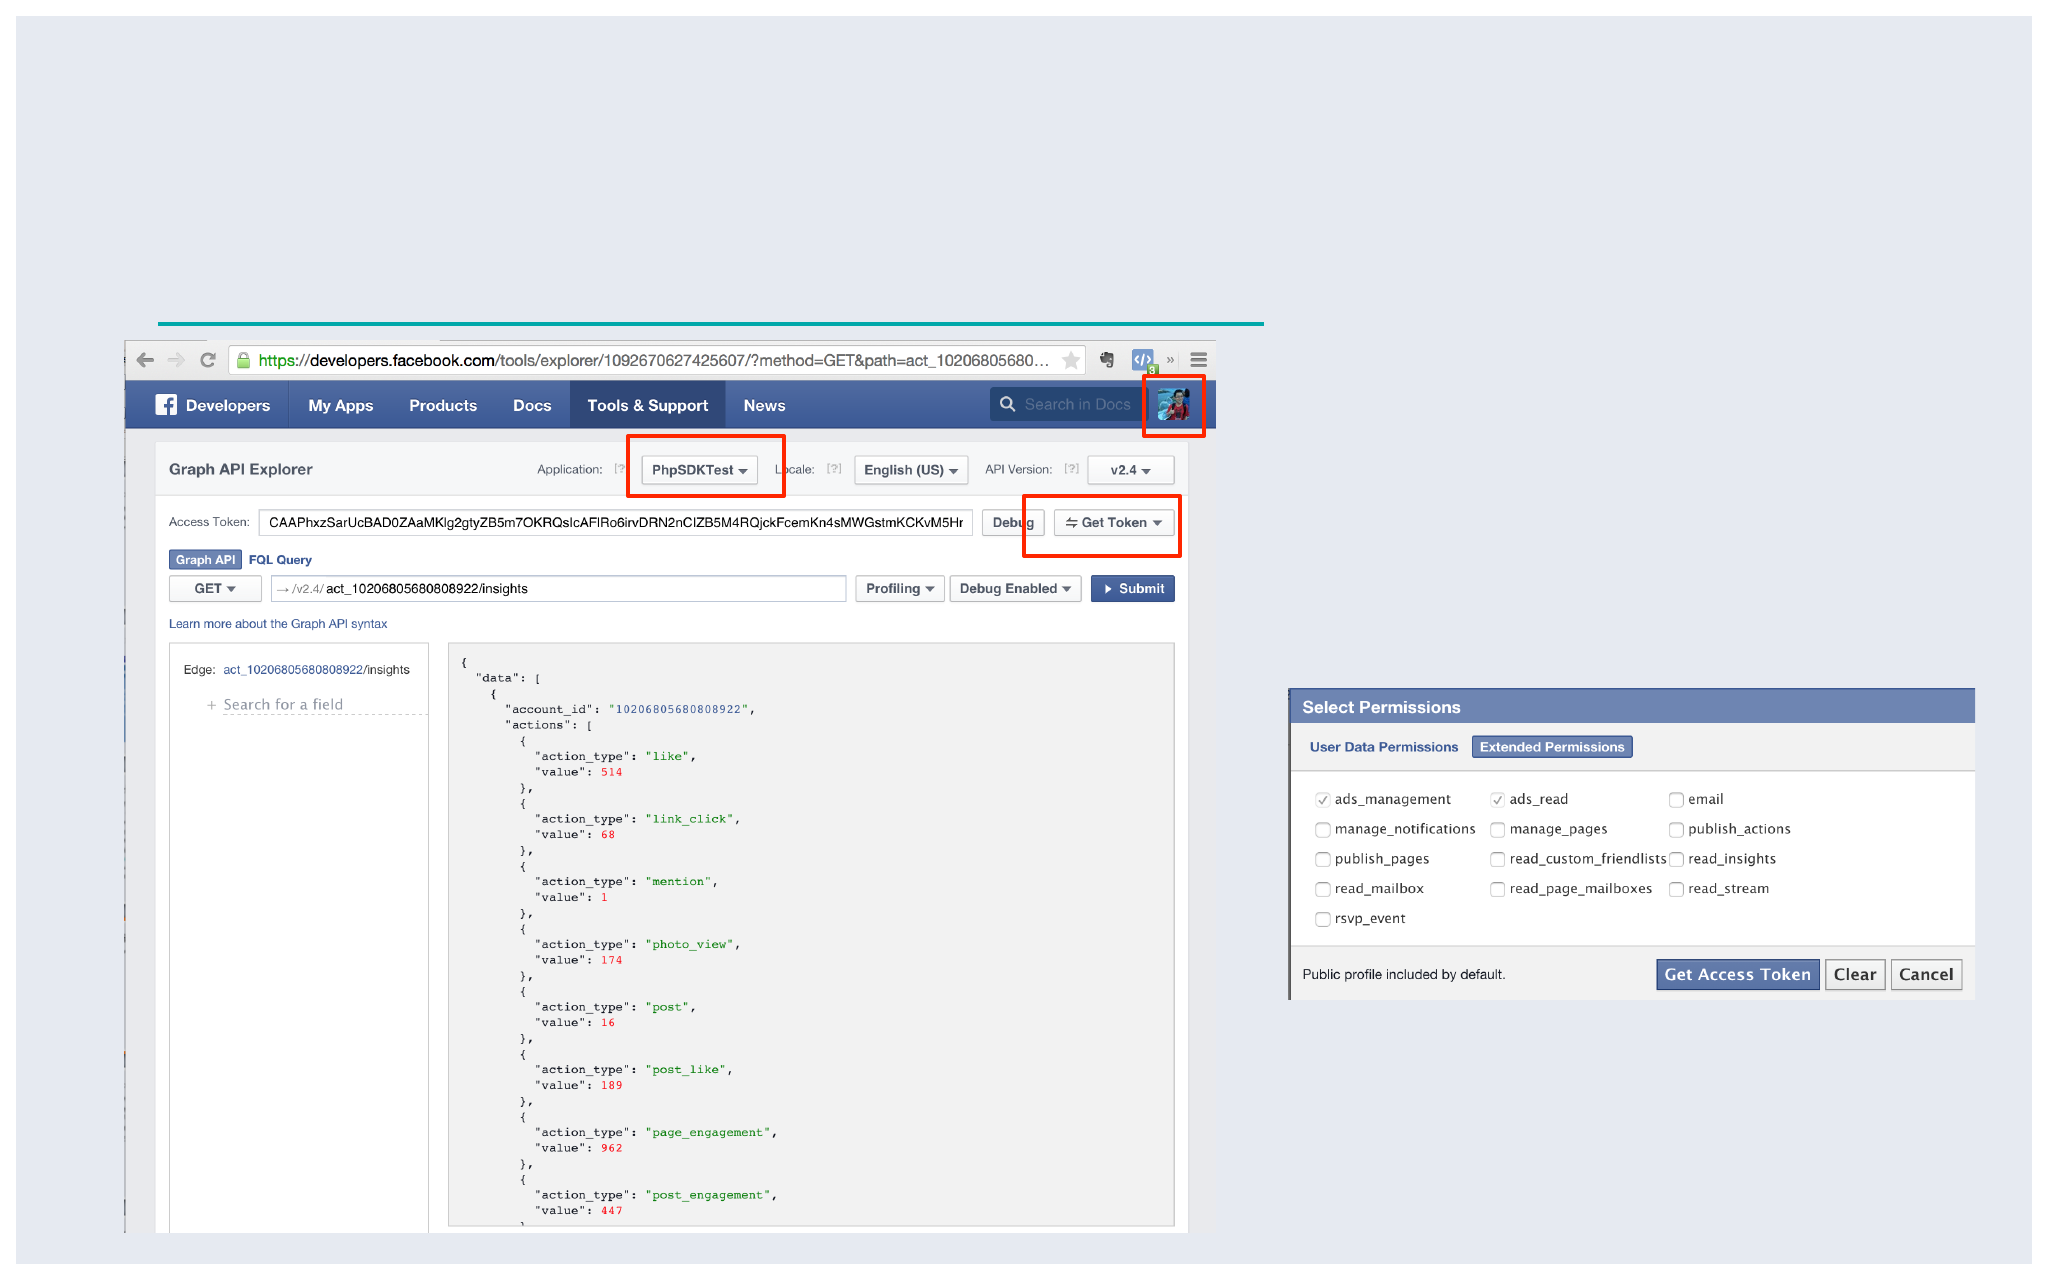 https://developers.facebook.com/tools/explorer/1092670627425607/?method=GET&path=act_10206805680...
3
Developers My Apps Products Docs Tools & Support News Search in Docs
Graph API Explorer Application: [?] PhpSDKTest Locale: [?] English (US) API Version: [?] v2.4
Access Token: Debug Get Token
Graph API FQL Query
GET → /v2.4/ act_10206805680808922/insights Profiling Debug Enabled Submit
Learn more about the Graph API syntax
Edge: act_10206805680808922/insights
+ Search for a field
{
"data": [
{
"account_id": "10206805680808922",
"actions": [
{
"action_type": "like",
"value": 514
},
{
"action_type": "link_click",
"value": 68
},
{
"action_type": "mention",
"value": 1
},
{
"action_type": "photo_view",
"value": 174
},
{
"action_type": "post",
"value": 16
},
{
"action_type": "post_like",
"value": 189
},
{
"action_type": "page_engagement",
"value": 962
},
{
"action_type": "post_engagement",
"value": 447
Select Permissions
User Data Permissions Extended Permissions
ads_management ads_read email
manage_notifications manage_pages publish_actions
publish_pages read_custom_friendlists read_insights
read_mailbox read_page_mailboxes read_stream
rsvp_event
Public profile included by default. Get Access Token Clear Cancel